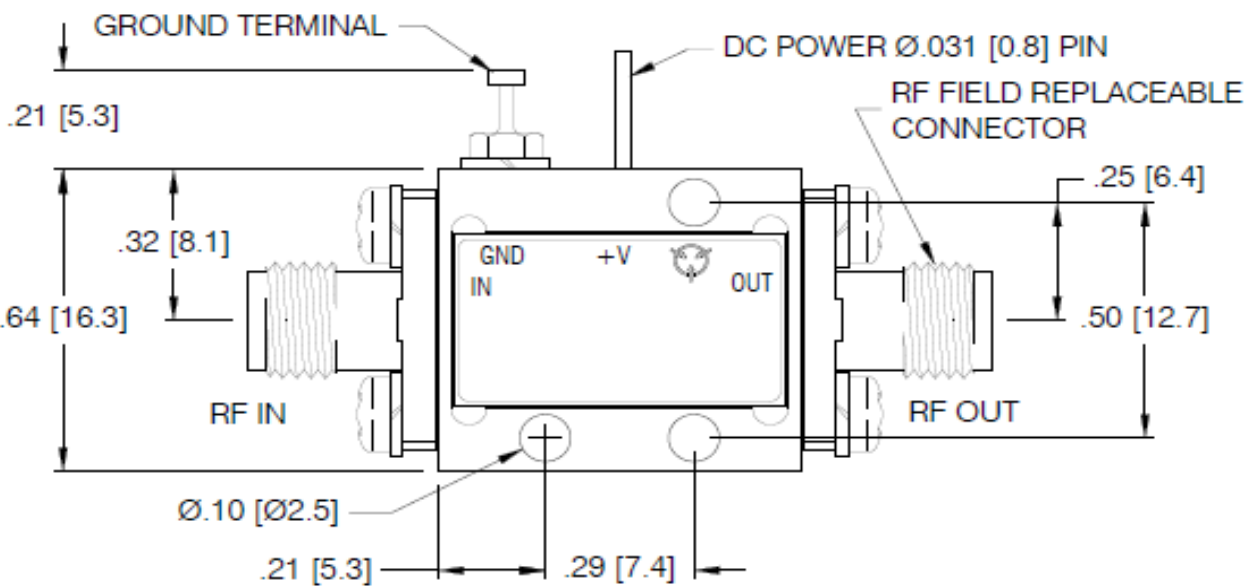 GROUND TERMINAL
DC POWER Ø.031 [0.8] PIN
.21 [5.3]
RF FIELD REPLACEABLE
CONNECTOR
.25 [6.4]
.32 [8.1]
GND
+V
IN
OUT
.64 [16.3]
.50 [12.7]
RF IN
RF OUT
Ø.10 [Ø2.5]
.21 [5.3]
.29 [7.4]